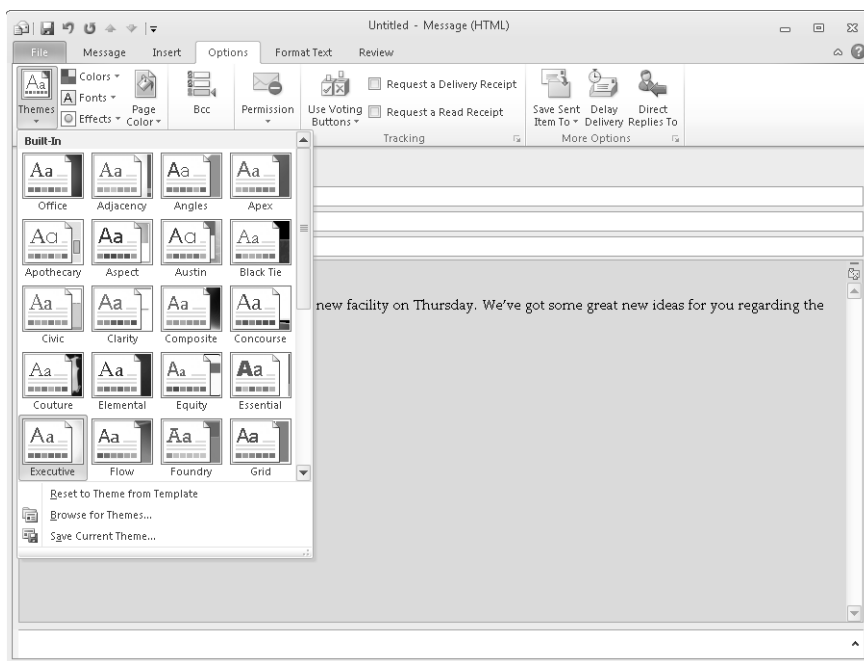 Untitled - Message (HTML)
File Message Insert Options Format Text Review
Themes
Colors
Fonts
Effects
Page Color
Bcc
Permission
Use Voting Buttons
Request a Delivery Receipt
Request a Read Receipt
Tracking
Save Sent Item To
Delay Delivery
Direct Replies To
More Options
Built-In
Aa Aa Aa Aa
Office Adjacency Angles Apex
Aa Aa Aa Aa
Apothecary Aspect Austin Black Tie
Aa Aa Aa Aa
Civic Clarity Composite Concourse
Aa Aa Aa Aa
Couture Elemental Equity Essential
Aa Aa Aa Aa
Executive Flow Foundry Grid
Reset to Theme from Template
Browse for Themes...
Save Current Theme...
new facility on Thursday. We've got some great new ideas for you regarding the